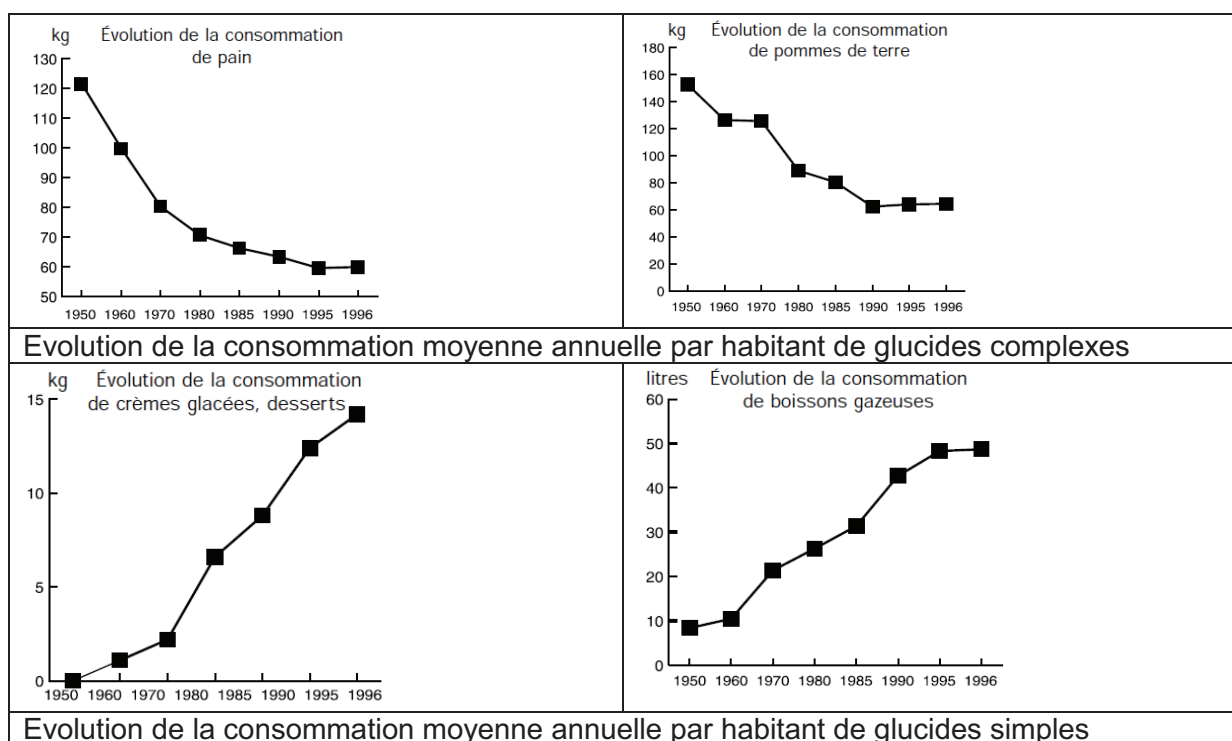 kg Évolution de la consommation
de pain
130
120
110
100
90
80
70
60
50
1950 1960 1970 1980 1985 1990 1995 1996
kg Évolution de la consommation
de pommes de terre
180
160
140
120
100
80
60
40
20
0
1950 1960 1970 1980 1985 1990 1995 1996
Evolution de la consommation moyenne annuelle par habitant de glucides complexes
kg Évolution de la consommation
de crèmes glacées, desserts
15
10
5
0
1950 1960 1970 1980 1985 1990 1995 1996
litres Évolution de la consommation
de boissons gazeuses
60
50
40
30
20
10
0
1950 1960 1970 1980 1985 1990 1995 1996
Evolution de la consommation moyenne annuelle par habitant de glucides simples